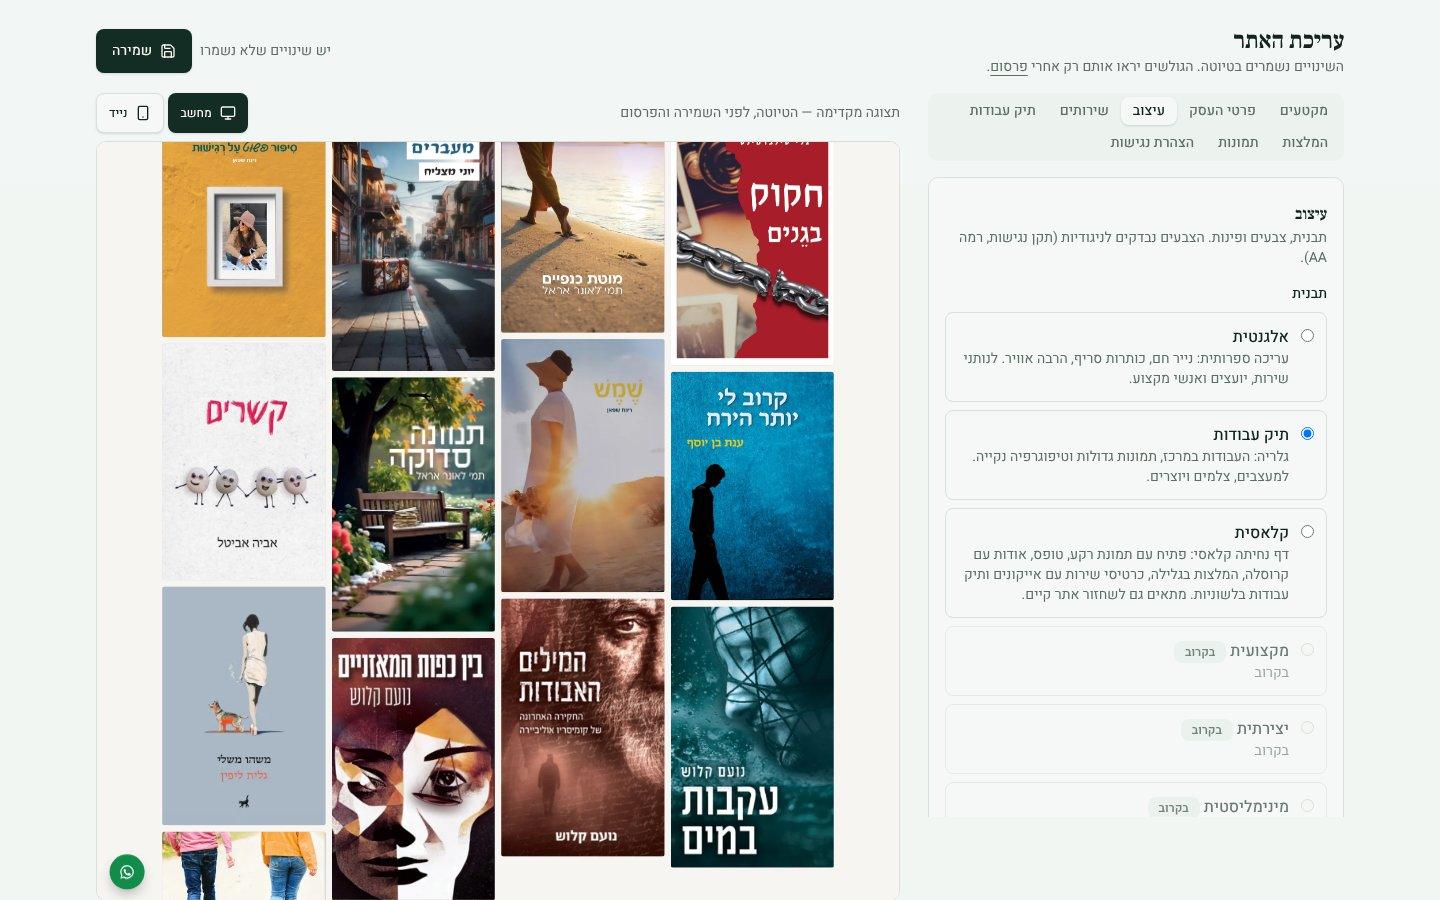 עריכת האתר
השינויים נשמרים בטיוטה. הגולשים יראו אותם רק אחרי פרסום.
יש שינויים שלא נשמרו
שמירה
מקטעים
פרטי העסק
עיצוב
שירותים
תיק עבודות
המלצות
תמונות
הצהרת נגישות
עיצוב
תבנית, צבעים ופינות. הצבעים נבדקים לניגודיות (תקן נגישות, רמה
AA).
תבנית
אלגנטית
עריכה ספרותית: נייר חם, כותרות סריף, הרבה אוויר. לנותני
שירות, יועצים ואנשי מקצוע.
תיק עבודות
גלריה: העבודות במרכז, תמונות גדולות וטיפוגרפיה נקייה.
למעצבים, צלמים ויוצרים.
קלאסית
דף נחיתה קלאסי: פתיח עם תמונת רקע, טופס, אודות עם
קרוסלה, המלצות בגלילה, כרטיסי שירות עם אייקונים ותיק
עבודות בלשוניות. מתאים גם לשחזור אתר קיים.
מקצועית
בקרוב
בקרוב
יצירתית
בקרוב
בקרוב
מינימליסטית
בקרוב
תצוגה מקדימה — הטיוטה, לפני השמירה והפרסום
מחשב
נייד
חקוק
בגנים
קרוב לי
יותר הירח
ענת בן יוסף
נועם קלוש
עקבות
במים
מוטת כנפיים
תמי לאונר אראל
שֶׁמֶשׁ
רינת שפאן
המילים
האבודות
החקירה האחרונה
של קומיסריו אוליביירה
נועם קלוש
מעברים
יוני מצליח
תמונה
סדוקה
תמי לאונר אראל
בין כפות המאזניים
נועם קלוש
סיפור פשוט על רגישות
רינת שפאן
קשרים
אביה אביטל
משהו משלי
גלית ליפין